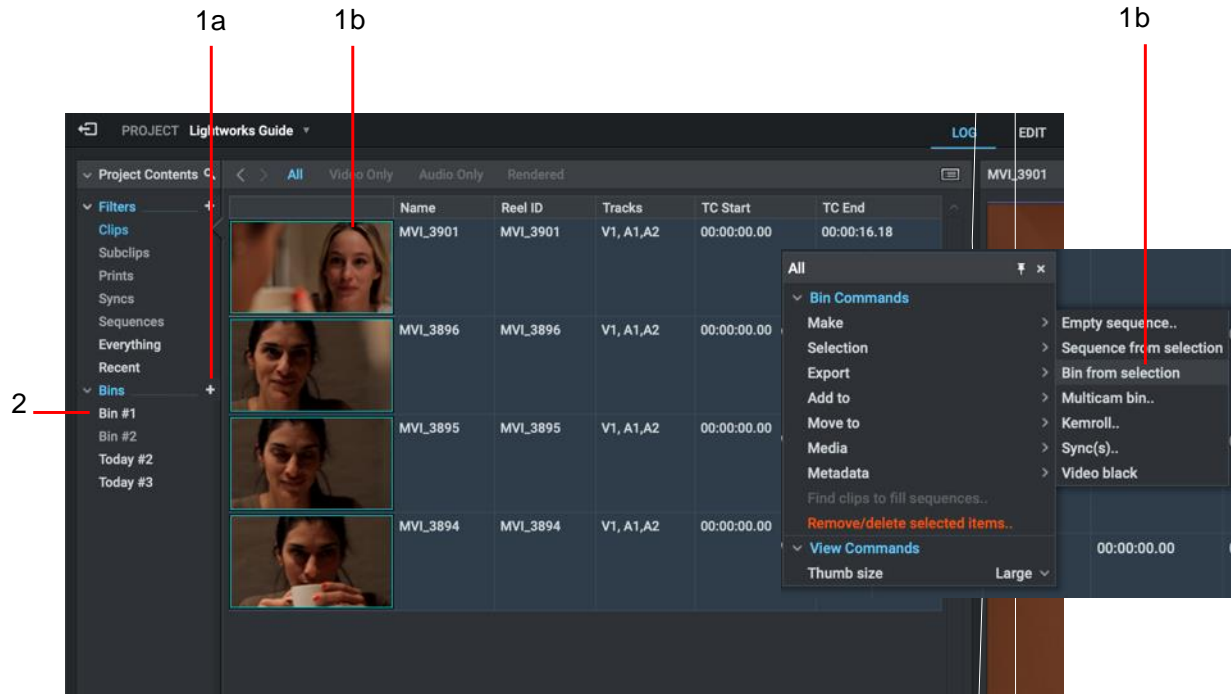 1a 1b 1b
PROJECT Lightworks Guide LOG EDIT
Project Contents All Video Only Audio Only Rendered MVI_3901
Filters + Name Reel ID Tracks TC Start TC End
Clips MVI_3901 MVI_3901 V1, A1,A2 00:00:00.00 00:00:16.18
Subclips
Prints
Syncs
Sequences
Everything
Recent
Bins +
2
Bin #1
Bin #2
Today #2
Today #3
MVI_3896 MVI_3896 V1, A1,A2 00:00:00.00
MVI_3895 MVI_3895 V1, A1,A2 00:00:00.00
MVI_3894 MVI_3894 V1, A1,A2 00:00:00.00
All
Bin Commands
Make
Selection
Export
Add to
Move to
Media
Metadata
Find clips to fill sequences..
Remove/delete selected items..
View Commands
Thumb size Large
Empty sequence..
Sequence from selection
Bin from selection
Multicam bin..
Kemroll..
Sync(s)..
Video black
00:00:00.00